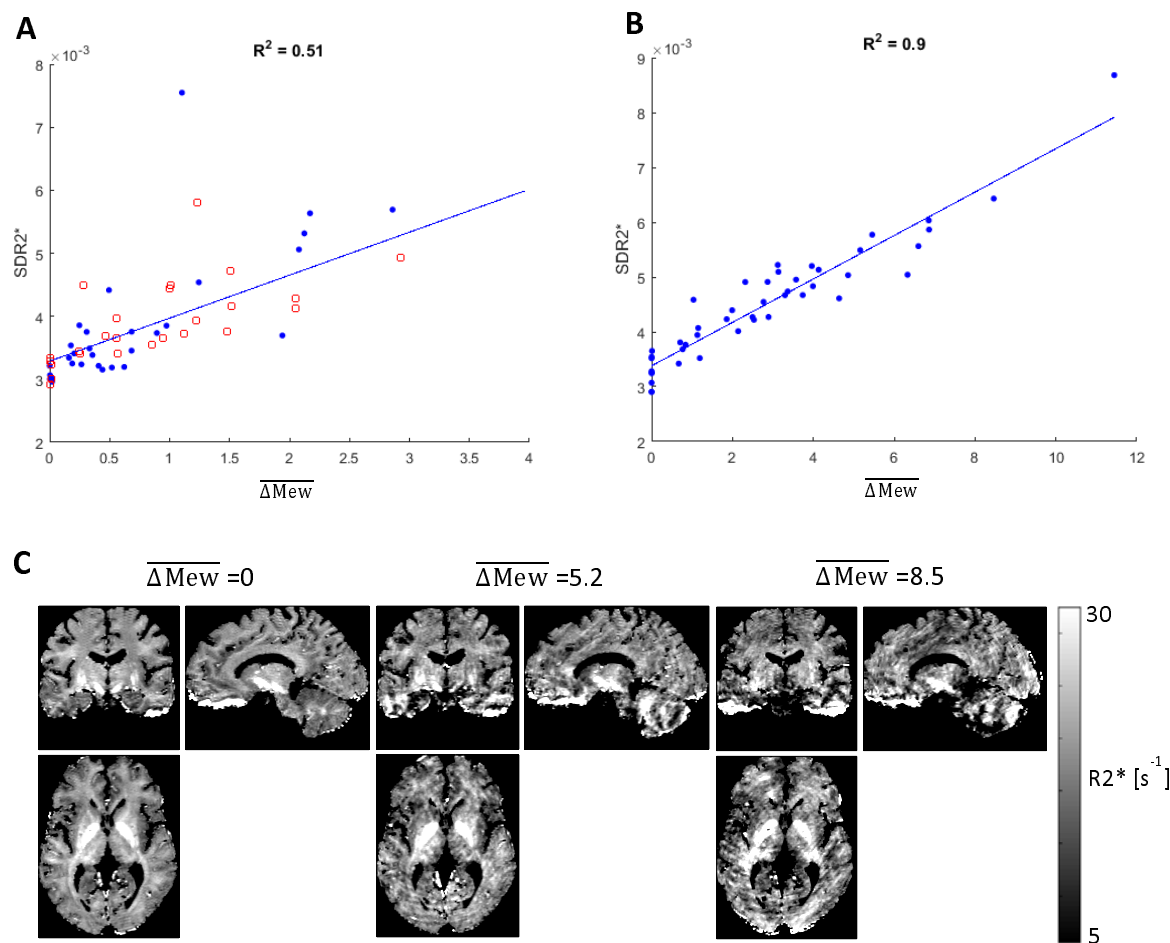 A
×10⁻³
R² = 0.51
8
7
6
5
4
3
2
SDR2*
0 0.5 1 1.5 2 2.5 3 3.5 4
ΔMew
B
×10⁻³
R² = 0.9
9
8
7
6
5
4
3
2
SDR2*
0 2 4 6 8 10 12
ΔMew
C
ΔMew =0
ΔMew =5.2
ΔMew =8.5
30
R2* [s⁻¹]
5